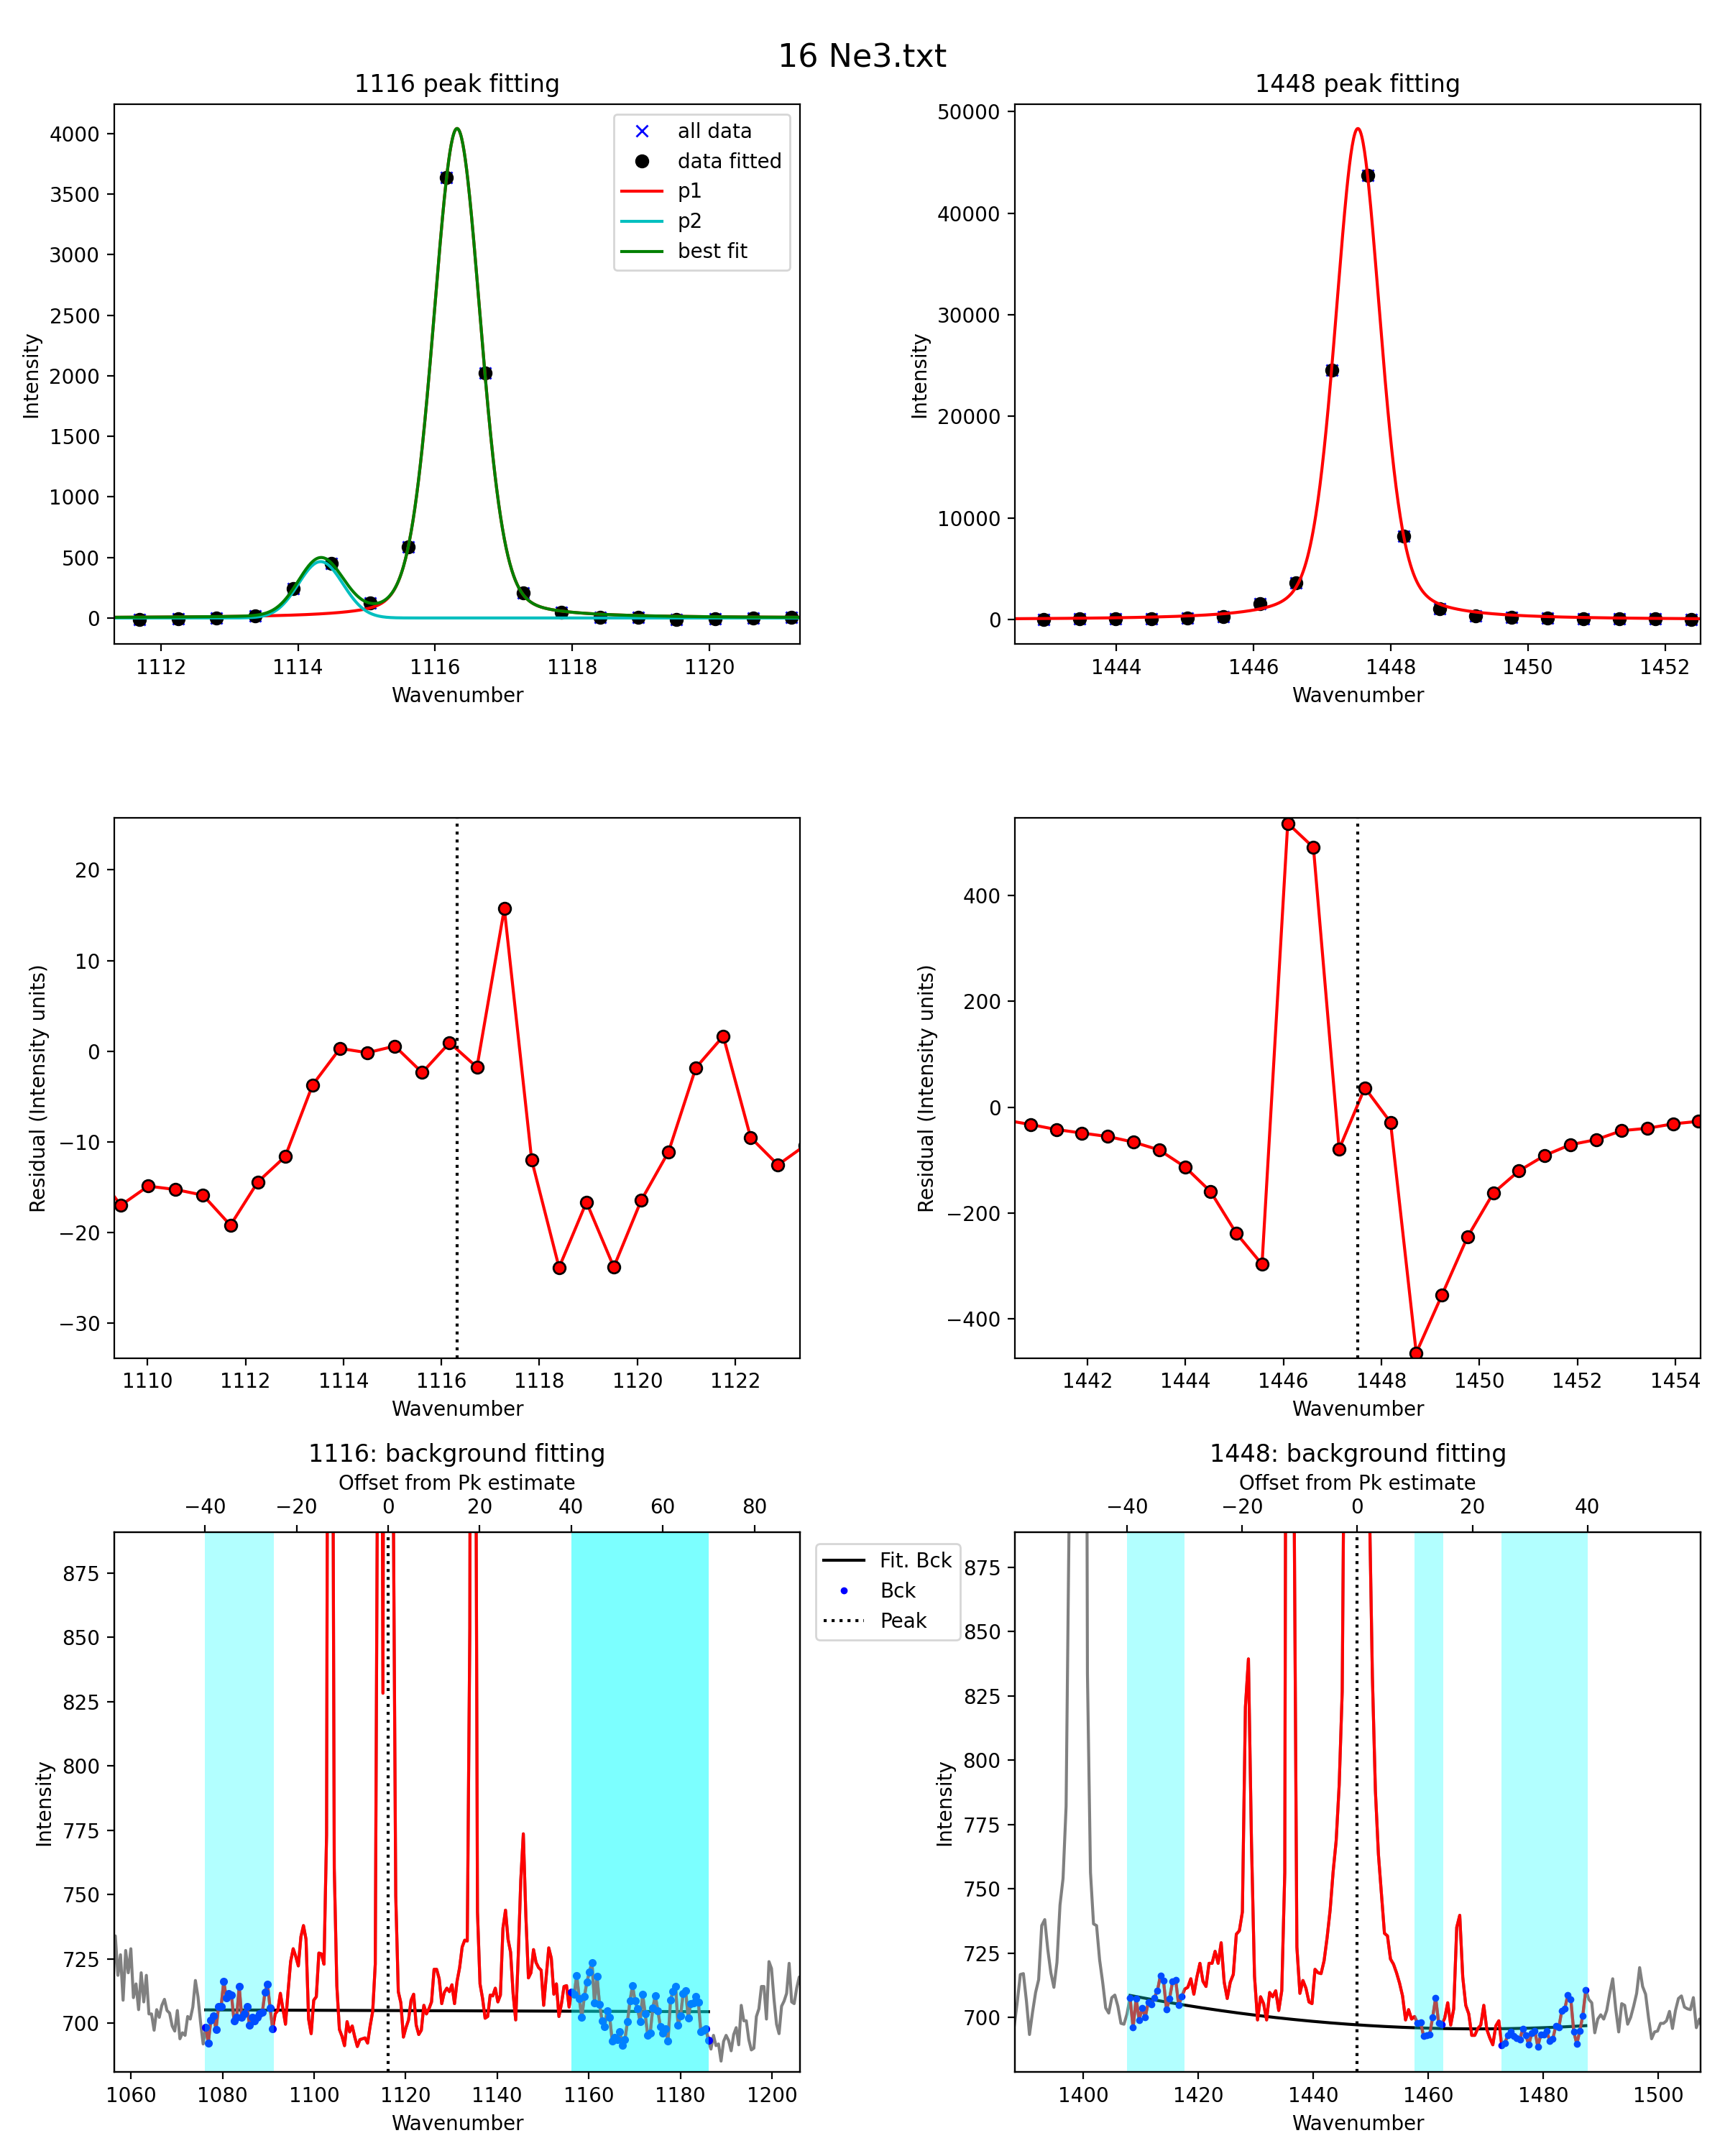 16 Ne3.txt
1116 peak fitting
1448 peak fitting
4000
3500
3000
2500
2000
1500
1000
500
0
Intensity
1112 1114 1116 1118 1120
Wavenumber
all data
data fitted
p1
p2
best fit
50000
40000
30000
20000
10000
0
Intensity
1444 1446 1448 1450 1452
Wavenumber
20
10
0
−10
−20
−30
Residual (Intensity units)
1110 1112 1114 1116 1118 1120 1122
Wavenumber
400
200
0
−200
−400
Residual (Intensity units)
1442 1444 1446 1448 1450 1452 1454
Wavenumber
1116: background fitting
Offset from Pk estimate
−40 −20 0 20 40 60 80
875
850
825
800
775
750
725
700
Intensity
1060 1080 1100 1120 1140 1160 1180 1200
Wavenumber
Fit. Bck
Bck
Peak
1448: background fitting
Offset from Pk estimate
−40 −20 0 20 40
875
850
825
800
775
750
725
700
Intensity
1400 1420 1440 1460 1480 1500
Wavenumber